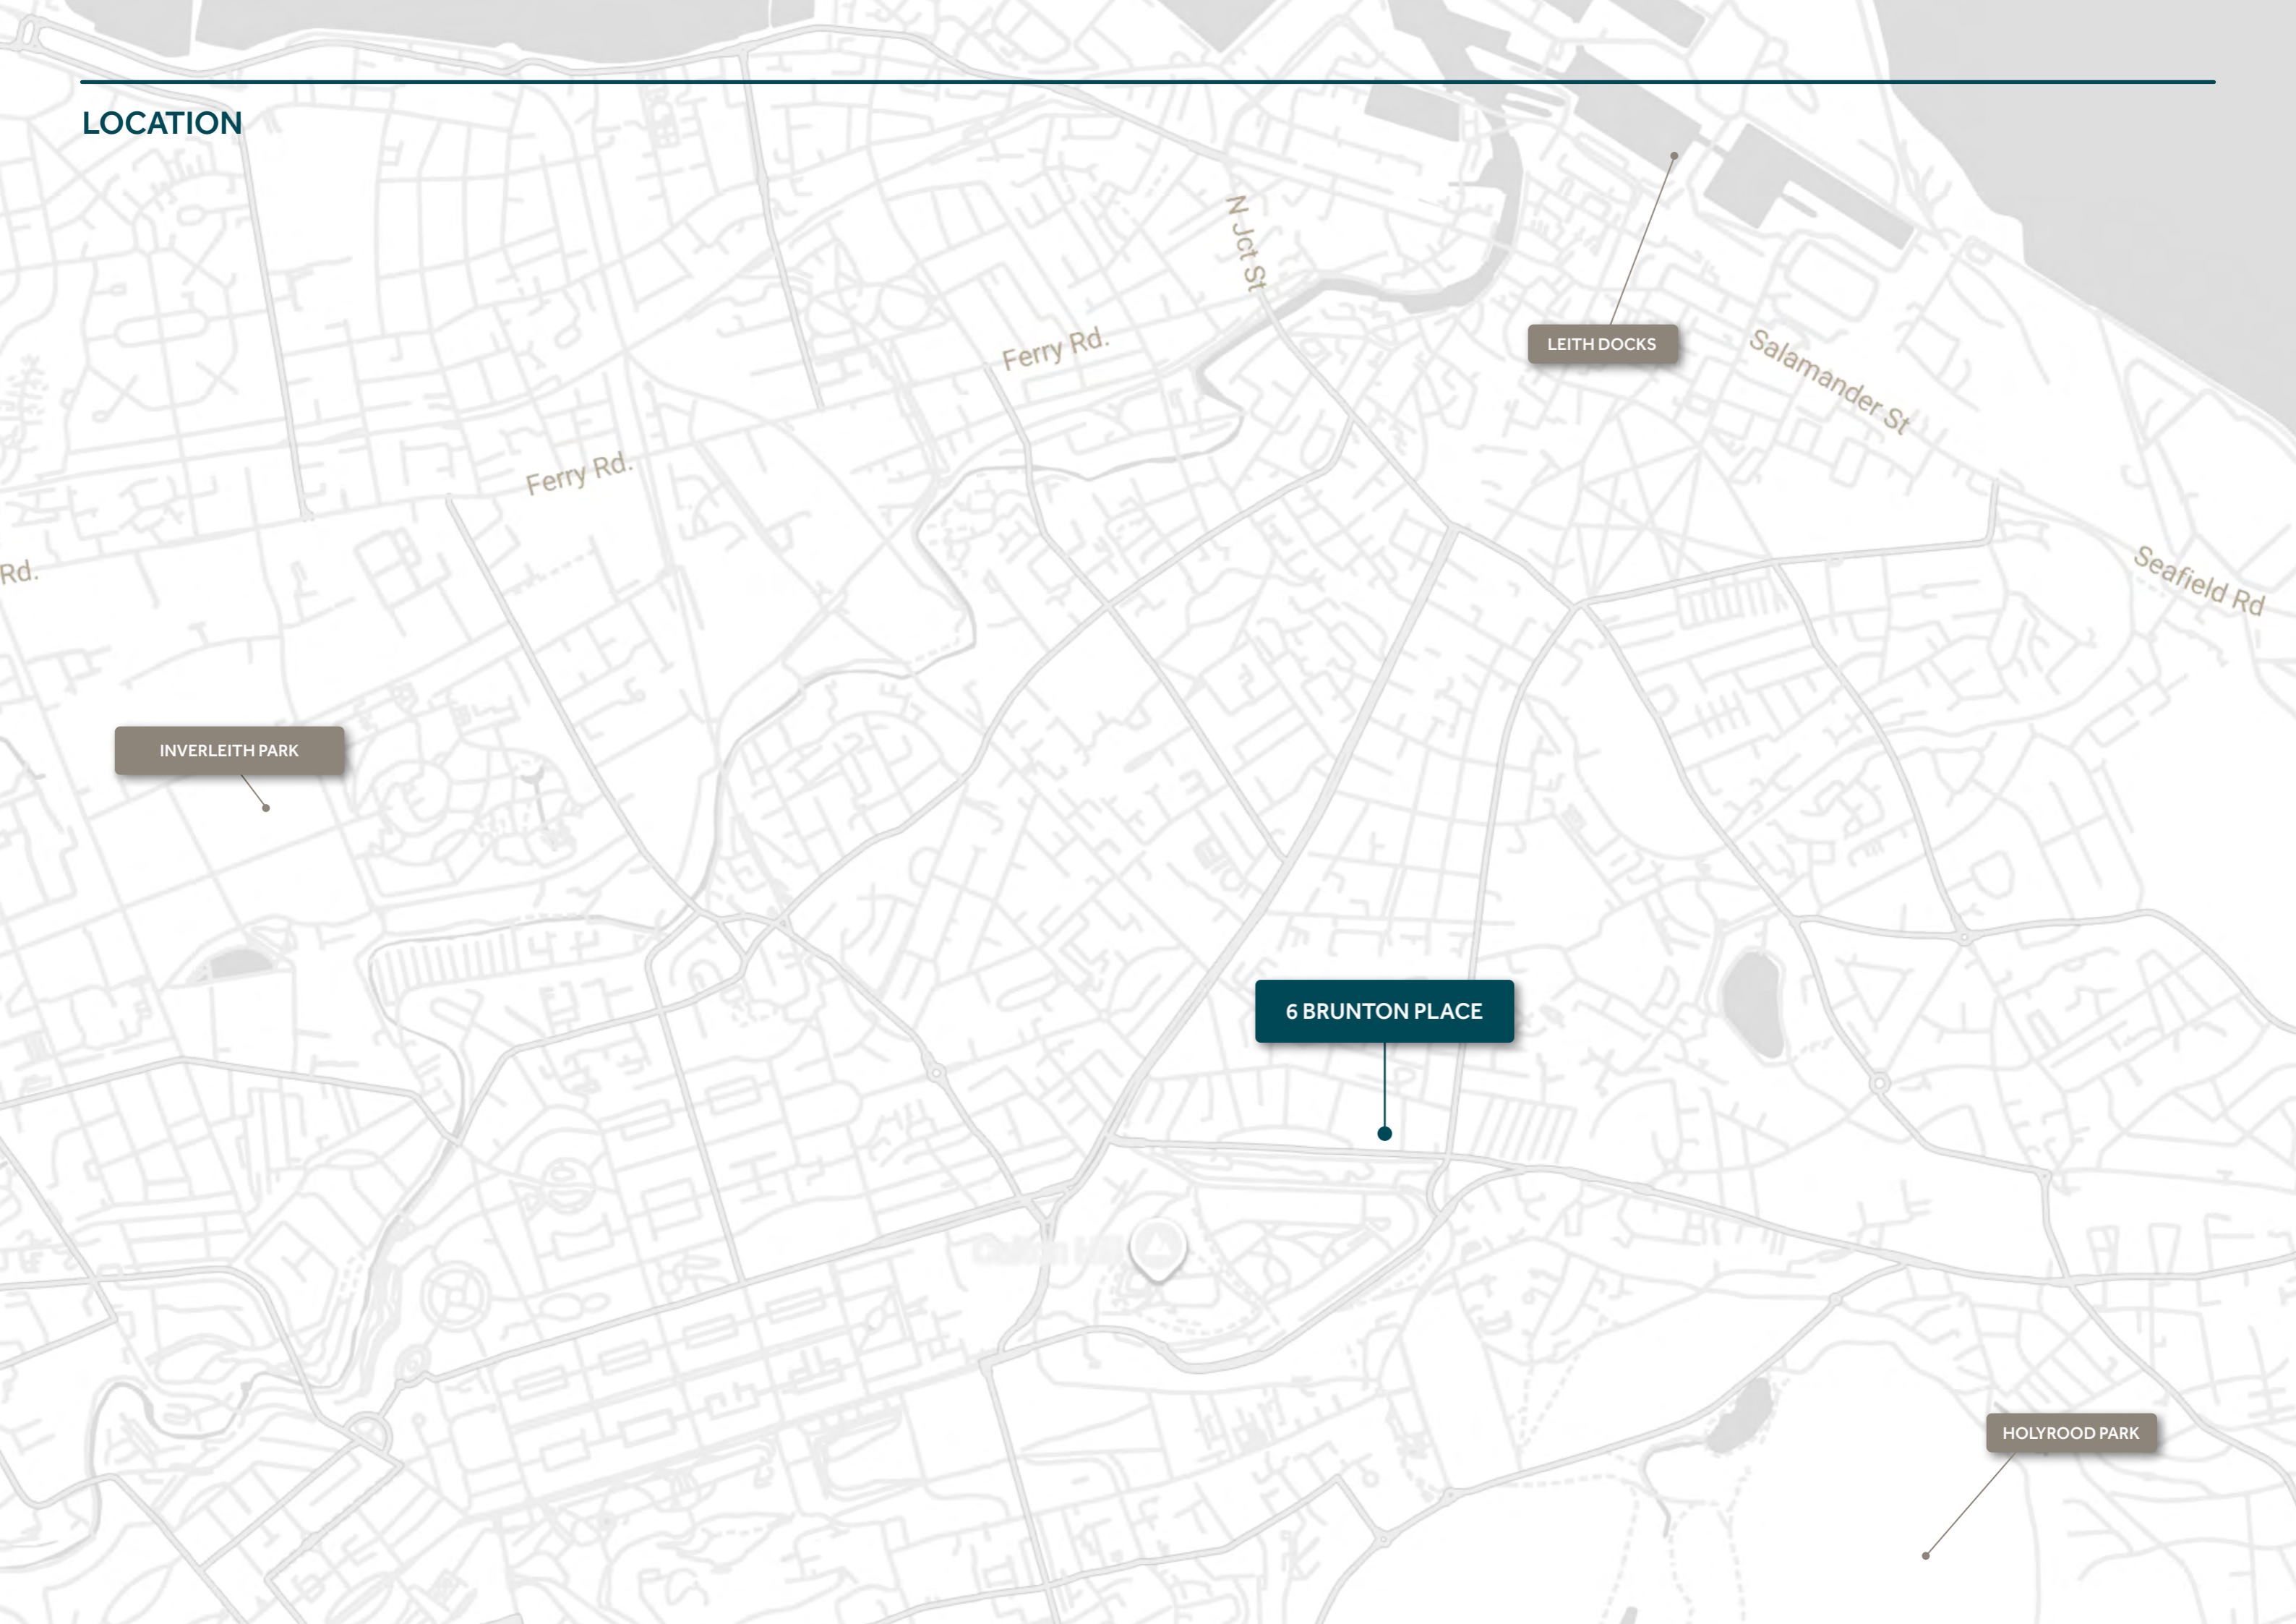 LOCATION
N Jct St
Ferry Rd.
LEITH DOCKS
Salamander St
Ferry Rd.
Rd.
Seafield Rd
INVERLEITH PARK
6 BRUNTON PLACE
HOLYROOD PARK